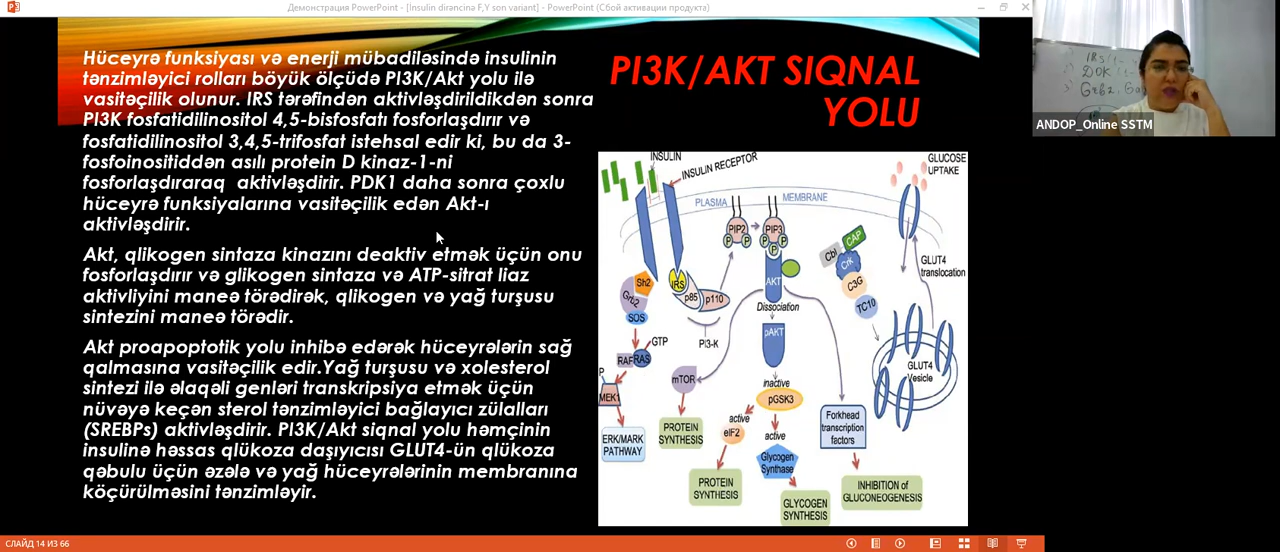 Демонстрация PowerPoint - [Insulin dirəncinə F,Y son variant] - PowerPoint (Сбой активации продукта)
PI3K/AKT SIQNAL
YOLU
Hüceyrə funksiyası və enerji mübadiləsində insulinin
tənzimləyici rolları böyük ölçüdə PI3K/Akt yolu ilə
vasitəçilik olunur. IRS tərəfindən aktivləşdirildikdən sonra
PI3K fosfatidilinositol 4,5-bisfosfatı fosforlaşdırır və
fosfatidilinositol 3,4,5-trifosfat istehsal edir ki, bu da 3-
fosfoinositiddən asılı protein D kinaz-1-ni
fosforlaşdıraraq aktivləşdirir. PDK1 daha sonra çoxlu
hüceyrə funksiyalarına vasitəçilik edən Akt-ı
aktivləşdirir.
Akt, qlikogen sintaza kinazını deaktiv etmək üçün onu
fosforlaşdırır və glikogen sintaza və ATP-sitrat liaz
aktivliyini maneə törədirək, qlikogen və yağ turşusu
sintezini maneə törədir.
Akt proapoptotik yolu inhibə edərək hüceyrələrin sağ
qalmasına vasitəçilik edir.Yağ turşusu və xolesterol
sintezi ilə əlaqəli genləri transkripsiya etmək üçün
nüvəyə keçən sterol tənzimləyici bağlayıcı zülalları
(SREBPs) aktivləşdirir. PI3K/Akt siqnal yolu həmçinin
insulinə həssas qlükoza daşıyıcısı GLUT4-ün qlükoza
qəbulu üçün əzələ və yağ hüceyrələrinin membranına
köçürülməsini tənzimləyir.
INSULIN
INSULIN RECEPTOR
PLASMA
MEMBRANE
GLUCOSE
UPTAKE
PIP2
PIP3
P
P
P
P
P
Cbl
CAP
Crk
C3G
TC10
GLUT4
translocation
GLUT4
Vesicle
Sh2
Grb2
SOS
IRS
p85
p110
PI3-K
AKT
Dissociation
pAKT
GTP
RAF
RAS
P
MEK1
ERK/MARK
PATHWAY
mTOR
PROTEIN
SYNTHESIS
inactive
pGSK3
active
eIF2
active
Glycogen
Synthase
PROTEIN
SYNTHESIS
GLYCOGEN
SYNTHESIS
Forkhead
transcription
factors
INHIBITION of
GLUCONEOGENESIS
IRS
DOK
Grb2, Ga
ANDOP_Online SSTM
СЛАЙД 14 ИЗ 66